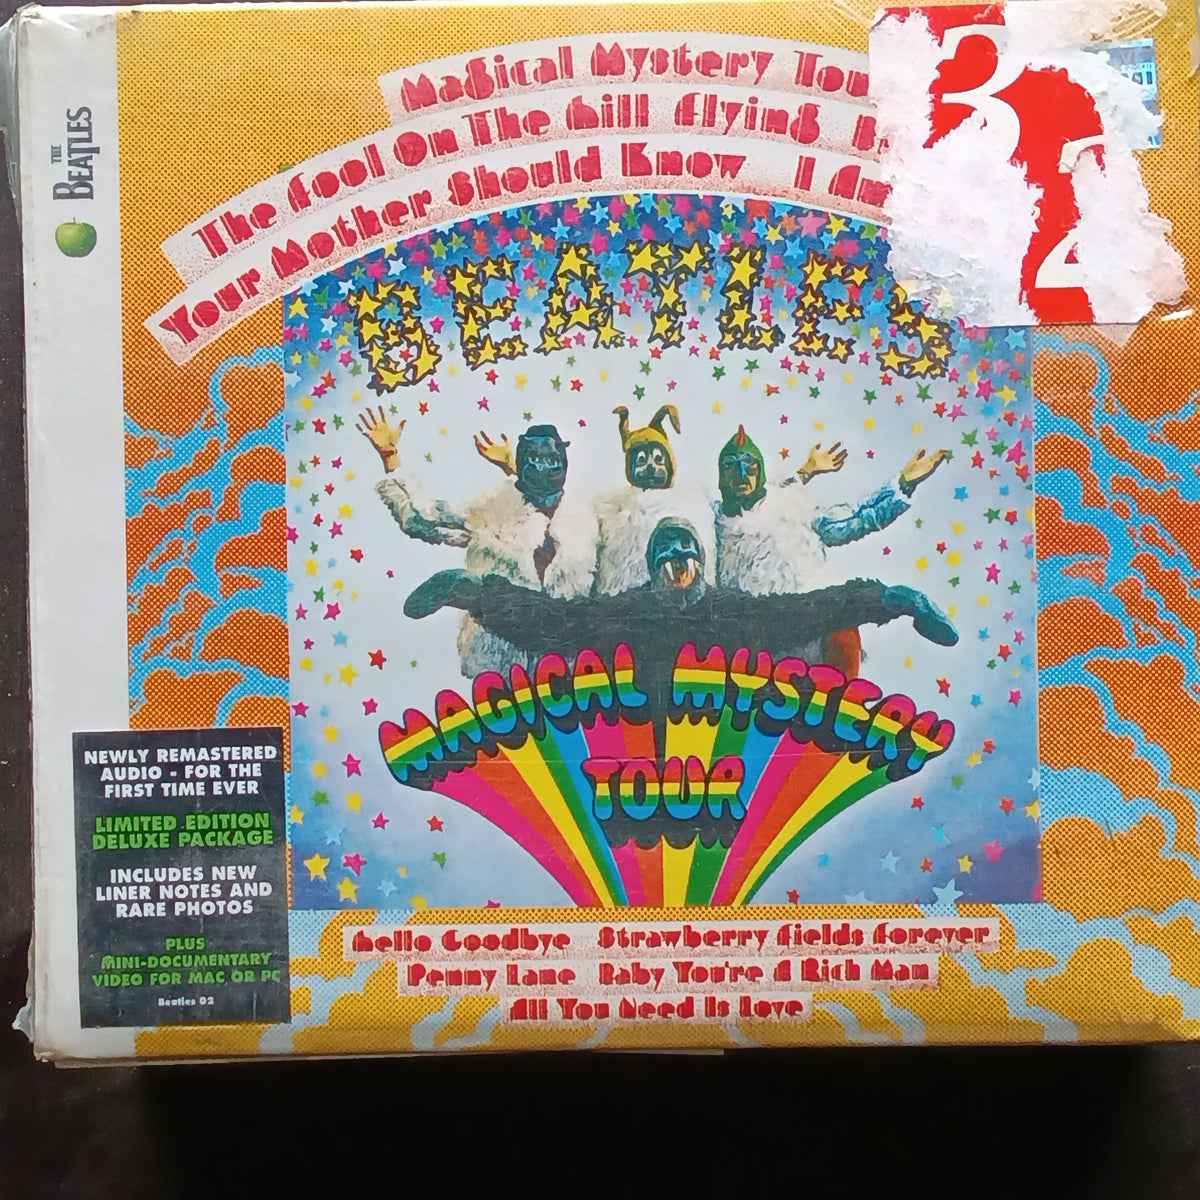 THE
BEATLES
Magical Mystery Tou
The Fool On The Hill Flying B
Your Mother Should Know I Am
BEATLES
MAGICAL MYSTERY
TOUR
NEWLY REMASTERED
AUDIO - FOR THE
FIRST TIME EVER
LIMITED EDITION
DELUXE PACKAGE
INCLUDES NEW
LINER NOTES AND
RARE PHOTOS
PLUS
MINI-DOCUMENTARY
VIDEO FOR MAC OR PC
Beatles 02
Hello Goodbye Strawberry Fields Forever
Penny Lane Baby You're A Rich Man
All You Need Is Love